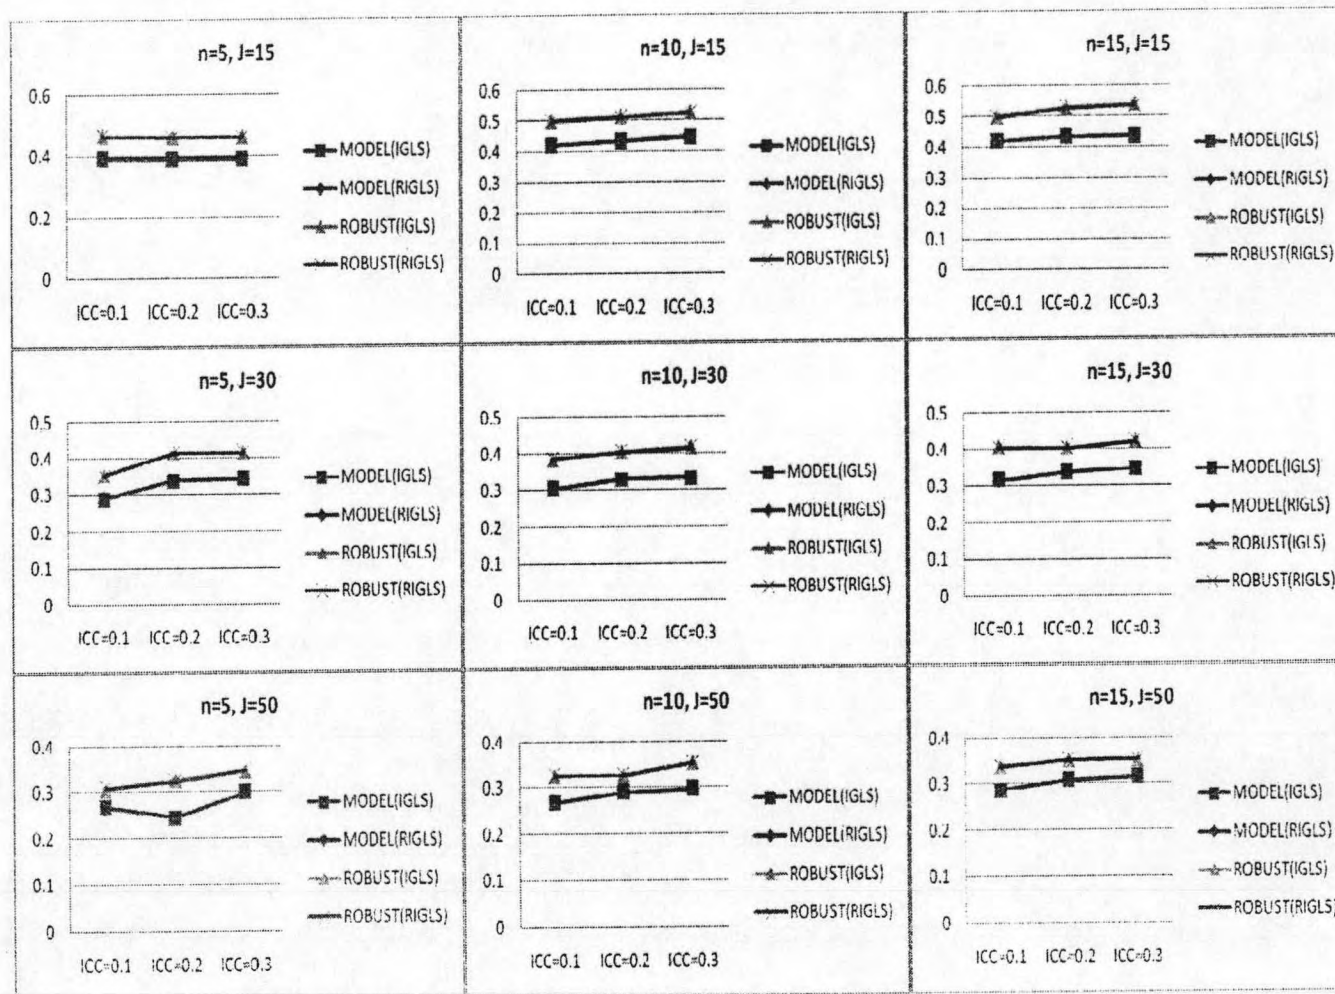 n=5, J=15
0.6
0.4
0.2
0
ICC=0.1 ICC=0.2 ICC=0.3
MODEL(IGLS)
MODEL(RIGLS)
ROBUST(IGLS)
ROBUST(RIGLS)
n=10, J=15
0.6
0.5
0.4
0.3
0.2
0.1
0
ICC=0.1 ICC=0.2 ICC=0.3
MODEL(IGLS)
MODEL(RIGLS)
ROBUST(IGLS)
ROBUST(RIGLS)
n=15, J=15
0.6
0.5
0.4
0.3
0.2
0.1
0
ICC=0.1 ICC=0.2 ICC=0.3
MODEL(IGLS)
MODEL(RIGLS)
ROBUST(IGLS)
ROBUST(RIGLS)
n=5, J=30
0.5
0.4
0.3
0.2
0.1
0
ICC=0.1 ICC=0.2 ICC=0.3
MODEL(IGLS)
MODEL(RIGLS)
ROBUST(IGLS)
ROBUST(RIGLS)
n=10, J=30
0.5
0.4
0.3
0.2
0.1
0
ICC=0.1 ICC=0.2 ICC=0.3
MODEL(IGLS)
MODEL(RIGLS)
ROBUST(IGLS)
ROBUST(RIGLS)
n=15, J=30
0.5
0.4
0.3
0.2
0.1
0
ICC=0.1 ICC=0.2 ICC=0.3
MODEL(IGLS)
MODEL(RIGLS)
ROBUST(IGLS)
ROBUST(RIGLS)
n=5, J=50
0.4
0.3
0.2
0.1
0
ICC=0.1 ICC=0.2 ICC=0.3
MODEL(IGLS)
MODEL(RIGLS)
ROBUST(IGLS)
ROBUST(RIGLS)
n=10, J=50
0.4
0.3
0.2
0.1
0
ICC=0.1 ICC=0.2 ICC=0.3
MODEL(IGLS)
MODEL(RIGLS)
ROBUST(IGLS)
ROBUST(RIGLS)
n=15, J=50
0.4
0.3
0.2
0.1
0
ICC=0.1 ICC=0.2 ICC=0.3
MODEL(IGLS)
MODEL(RIGLS)
ROBUST(IGLS)
ROBUST(RIGLS)